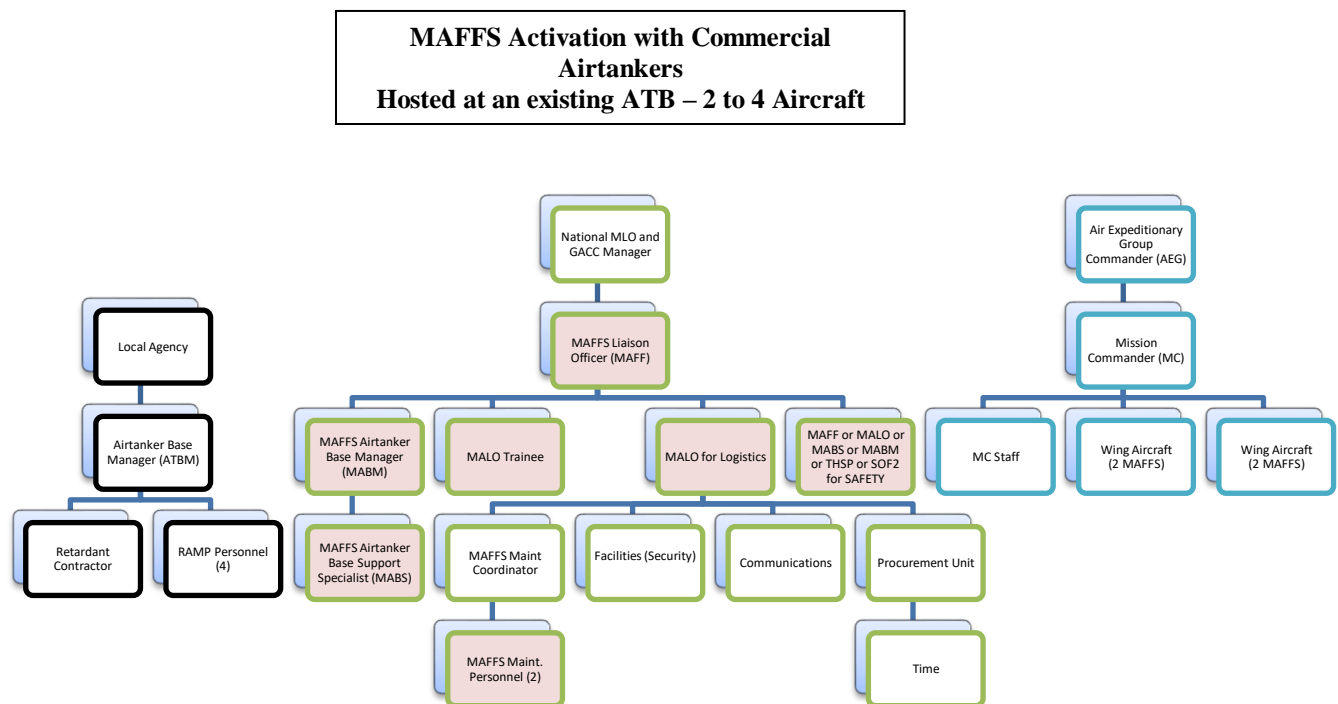 MAFFS Activation with Commercial
Airtankers
Hosted at an existing ATB – 2 to 4 Aircraft
National MLO and
GACC Manager
Air Expeditionary
Group
Commander (AEG)
Local Agency
MAFFS Liaison
Officer (MAFF)
Mission
Commander (MC)
Airtanker Base
Manager (ATBM)
MAFFS Airtanker
Base Manager
(MABM)
MALO Trainee
MALO for Logistics
MAFF or MALO or
MABS or MABM
or THSP or SOF2
for SAFETY
MC Staff
Wing Aircraft
(2 MAFFS)
Wing Aircraft
(2 MAFFS)
Retardant
Contractor
RAMP Personnel
(4)
MAFFS Airtanker
Base Support
Specialist (MABS)
MAFFS Maint
Coordinator
Facilities (Security)
Communications
Procurement Unit
MAFFS Maint.
Personnel (2)
Time